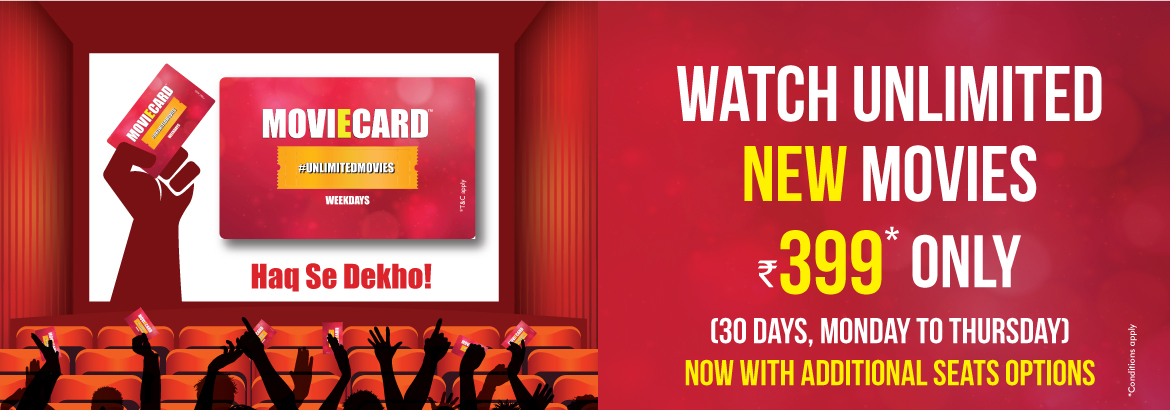 MOVIECARD
#UNLIMITEDMOVIES
WEEKDAYS
MOVIECARD™
#UNLIMITEDMOVIES
WEEKDAYS
*T&C apply
Haq Se Dekho!
WATCH UNLIMITED
NEW MOVIES
₹399* ONLY
(30 DAYS, MONDAY TO THURSDAY)
NOW WITH ADDITIONAL SEATS OPTIONS
*Conditions apply